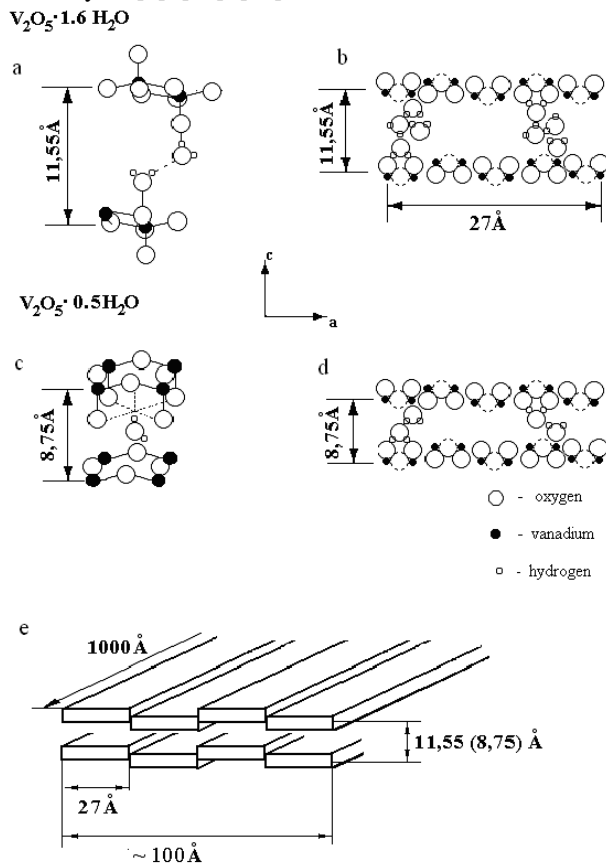 V₂O₅·1.6 H₂O
a
b
11,55Å
11,55Å
27Å
c
a
V₂O₅·0.5H₂O
c
d
8,75Å
8,75Å
- oxygen
- vanadium
- hydrogen
e
1000Å
11,55 (8,75) Å
27Å
~ 100Å